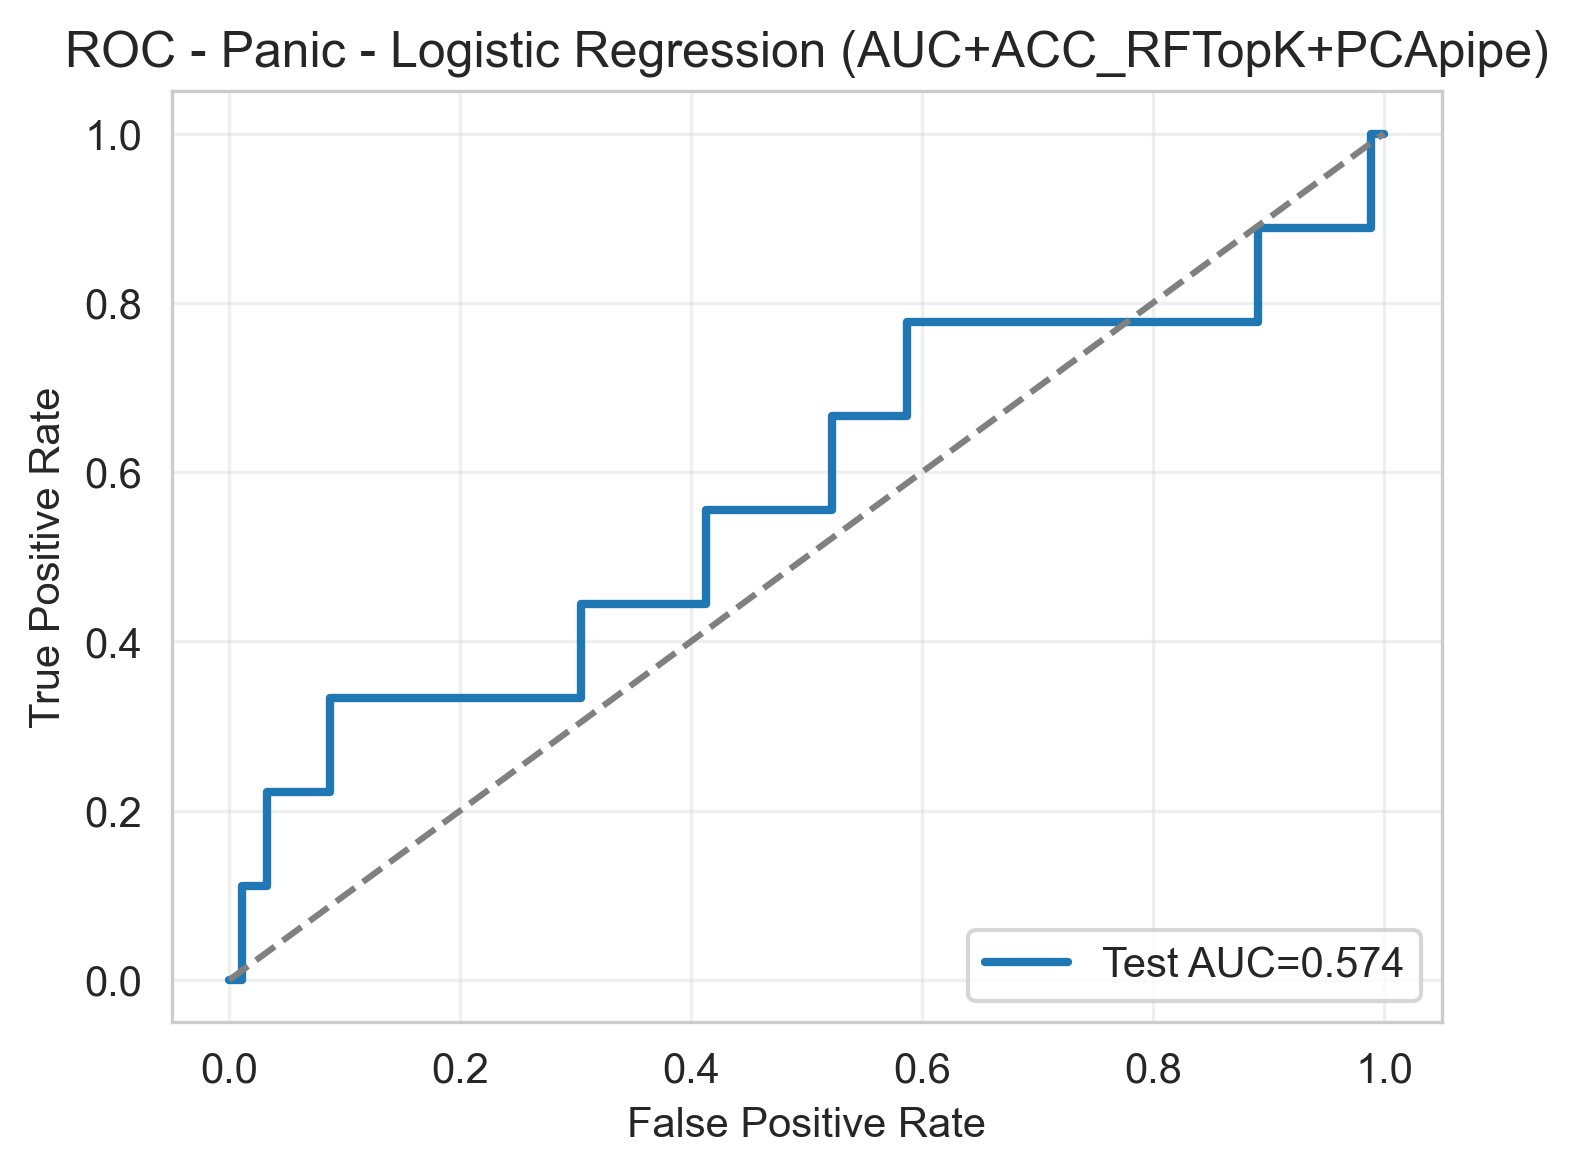 ROC - Panic - Logistic Regression (AUC+ACC_RFTopK+PCApipe)
True Positive Rate
1.0
0.8
0.6
0.4
0.2
0.0
Test AUC=0.574
0.0 0.2 0.4 0.6 0.8 1.0
False Positive Rate